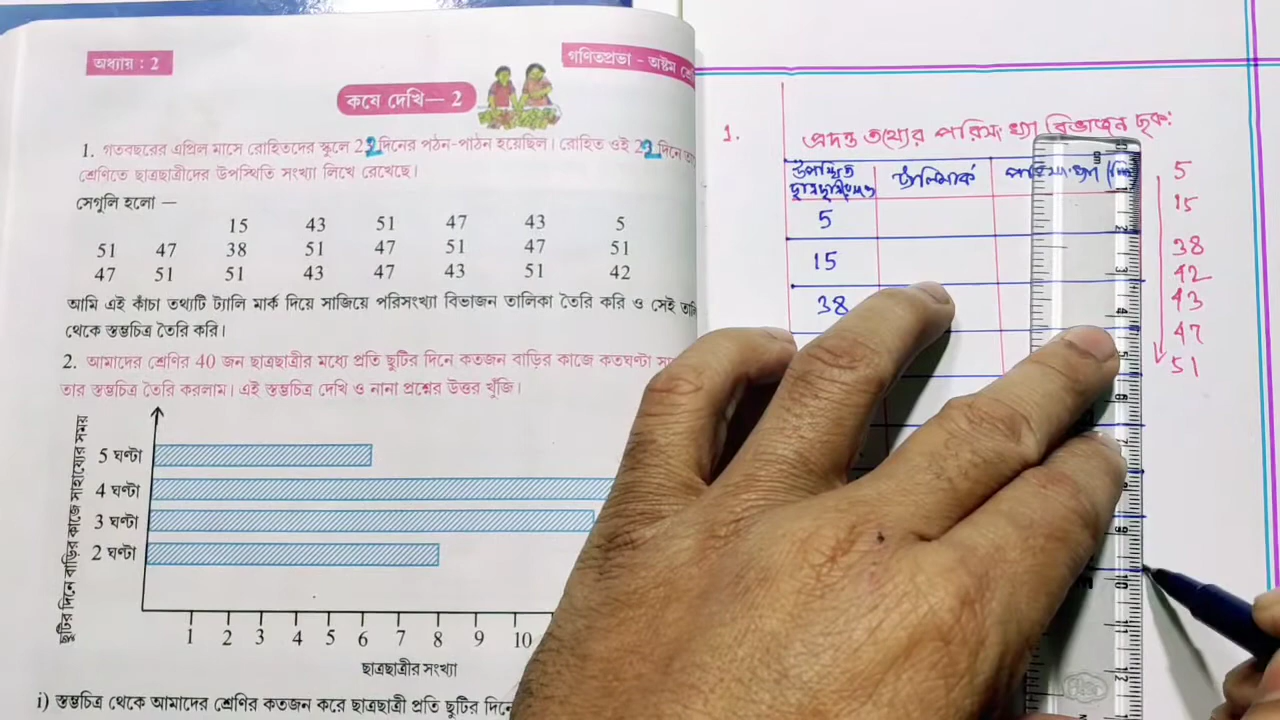 অধ্যায় : 2
গণিতপ্রভা - অষ্টম শ্রেণি
কষে দেখি— 2
1. গতবছরের এপ্রিল মাসে রোহিতদের স্কুলে 22 দিনের পঠন-পাঠন হয়েছিল। রোহিত ওই 22 দিনে
শ্রেণিতে ছাত্রছাত্রীদের উপস্থিতি সংখ্যা লিখে রেখেছে।
সেগুলি হলো —
15 43 51 47 43 5
51 47 38 51 47 51 47 51
47 51 51 43 47 43 51 42
আমি এই কাঁচা তথ্যটি ট্যালি মার্ক দিয়ে সাজিয়ে পরিসংখ্যা বিভাজন তালিকা তৈরি করি ও সেই
থেকে স্তম্ভচিত্র তৈরি করি।
2. আমাদের শ্রেণির 40 জন ছাত্রছাত্রীর মধ্যে প্রতি ছুটির দিনে কতজন বাড়ির কাজে কতঘণ্টা
তার স্তম্ভচিত্র তৈরি করলাম। এই স্তম্ভচিত্র দেখি ও নানা প্রশ্নের উত্তর খুঁজি।
ছুটির দিনে বাড়ির কাজে সাহায্যের সময়
5 ঘণ্টা
4 ঘণ্টা
3 ঘণ্টা
2 ঘণ্টা
1 2 3 4 5 6 7 8 9 10
ছাত্রছাত্রীর সংখ্যা
i) স্তম্ভচিত্র থেকে আমাদের শ্রেণির কতজন করে ছাত্রছাত্রী প্রতি ছুটির দিনে
1. প্রদত্ত তথ্যের পরিসংখ্যা বিভাজন ছক:
উপস্থিত ট্যালিমার্ক
5
15
38
5
15
38
42
43
47
51